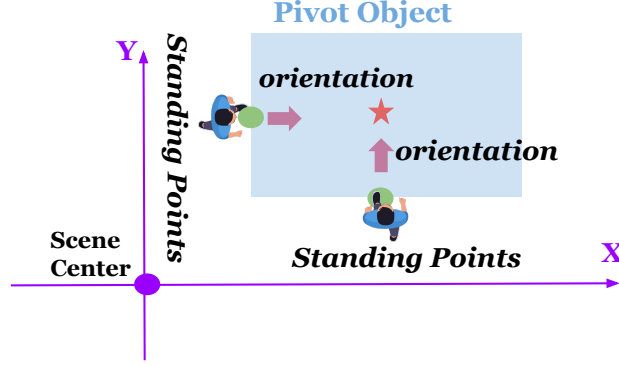 Pivot Object
Y
Standing Points
orientation
orientation
Scene
Center
Standing Points
X